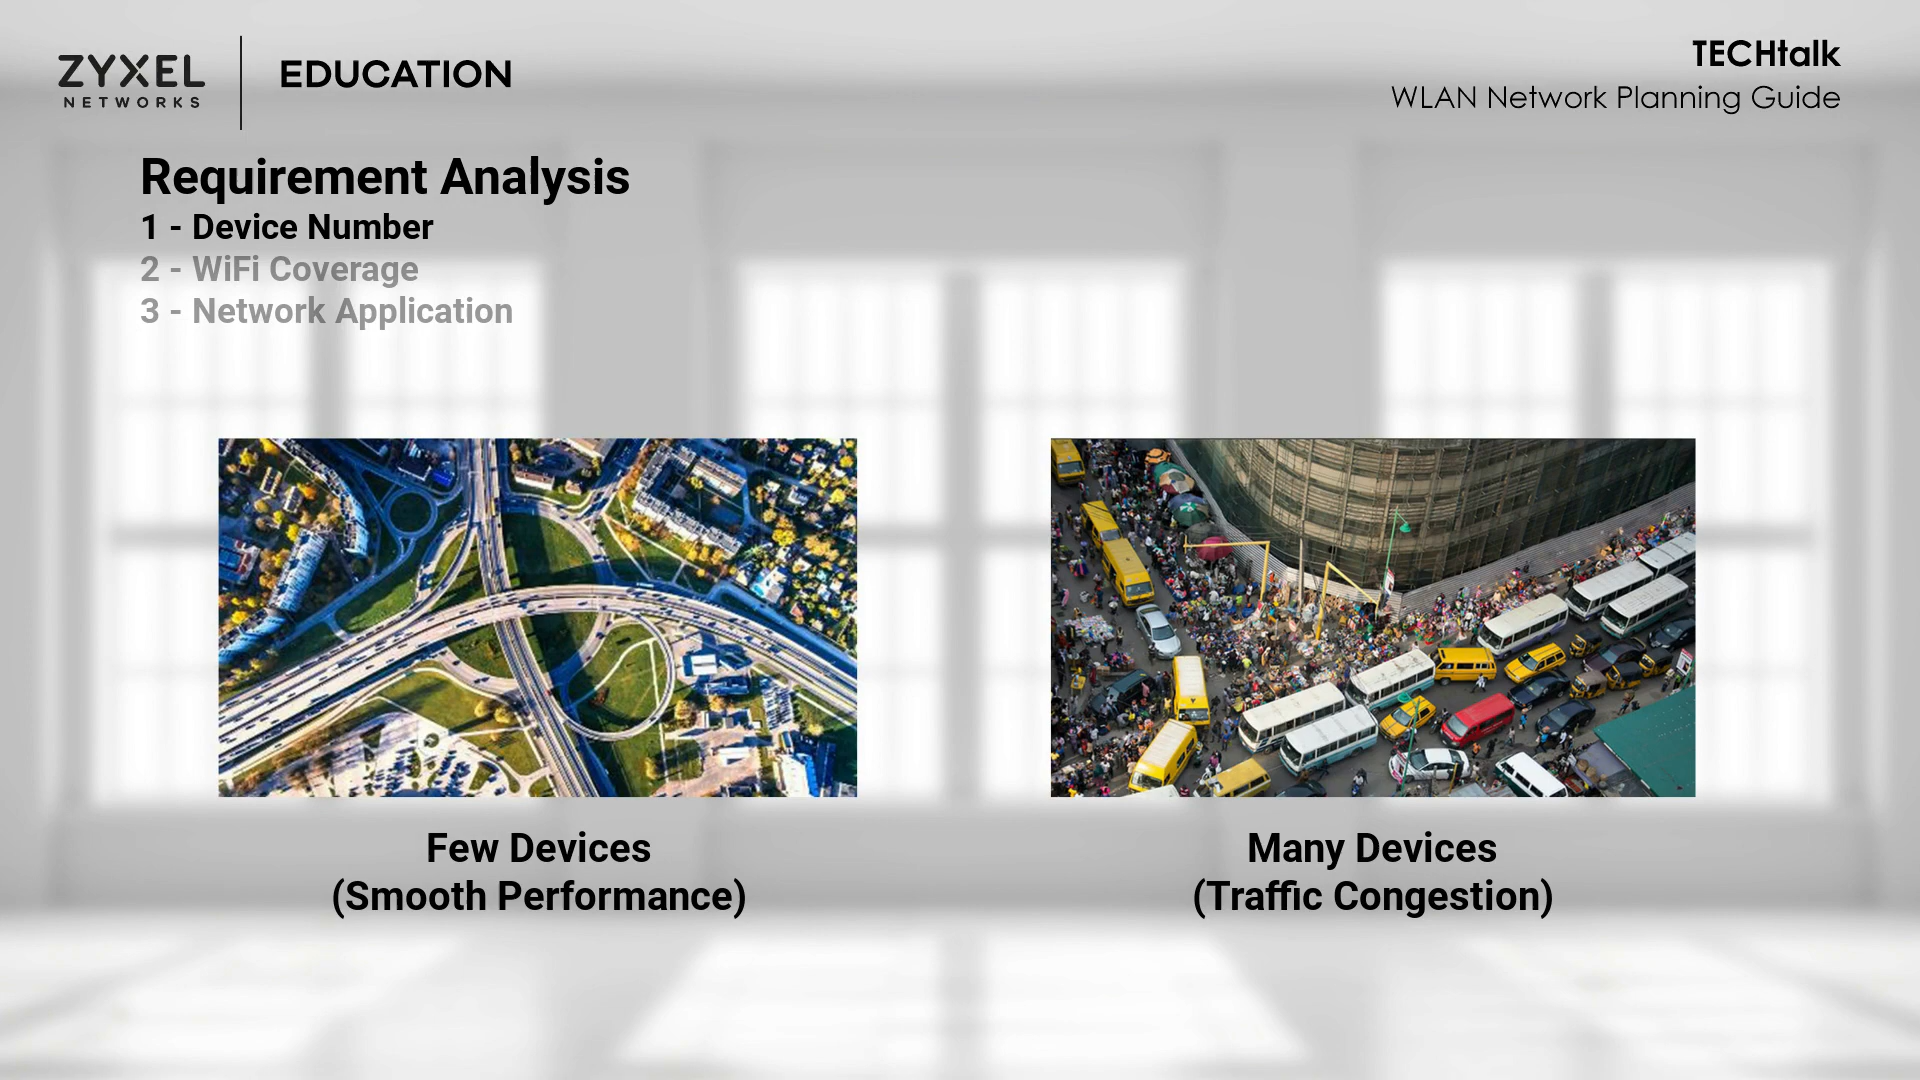 ZYXEL
NETWORKS
EDUCATION
TECHtalk
WLAN Network Planning Guide
Requirement Analysis
1 - Device Number
2 - WiFi Coverage
3 - Network Application
Few Devices
(Smooth Performance)
Many Devices
(Traffic Congestion)